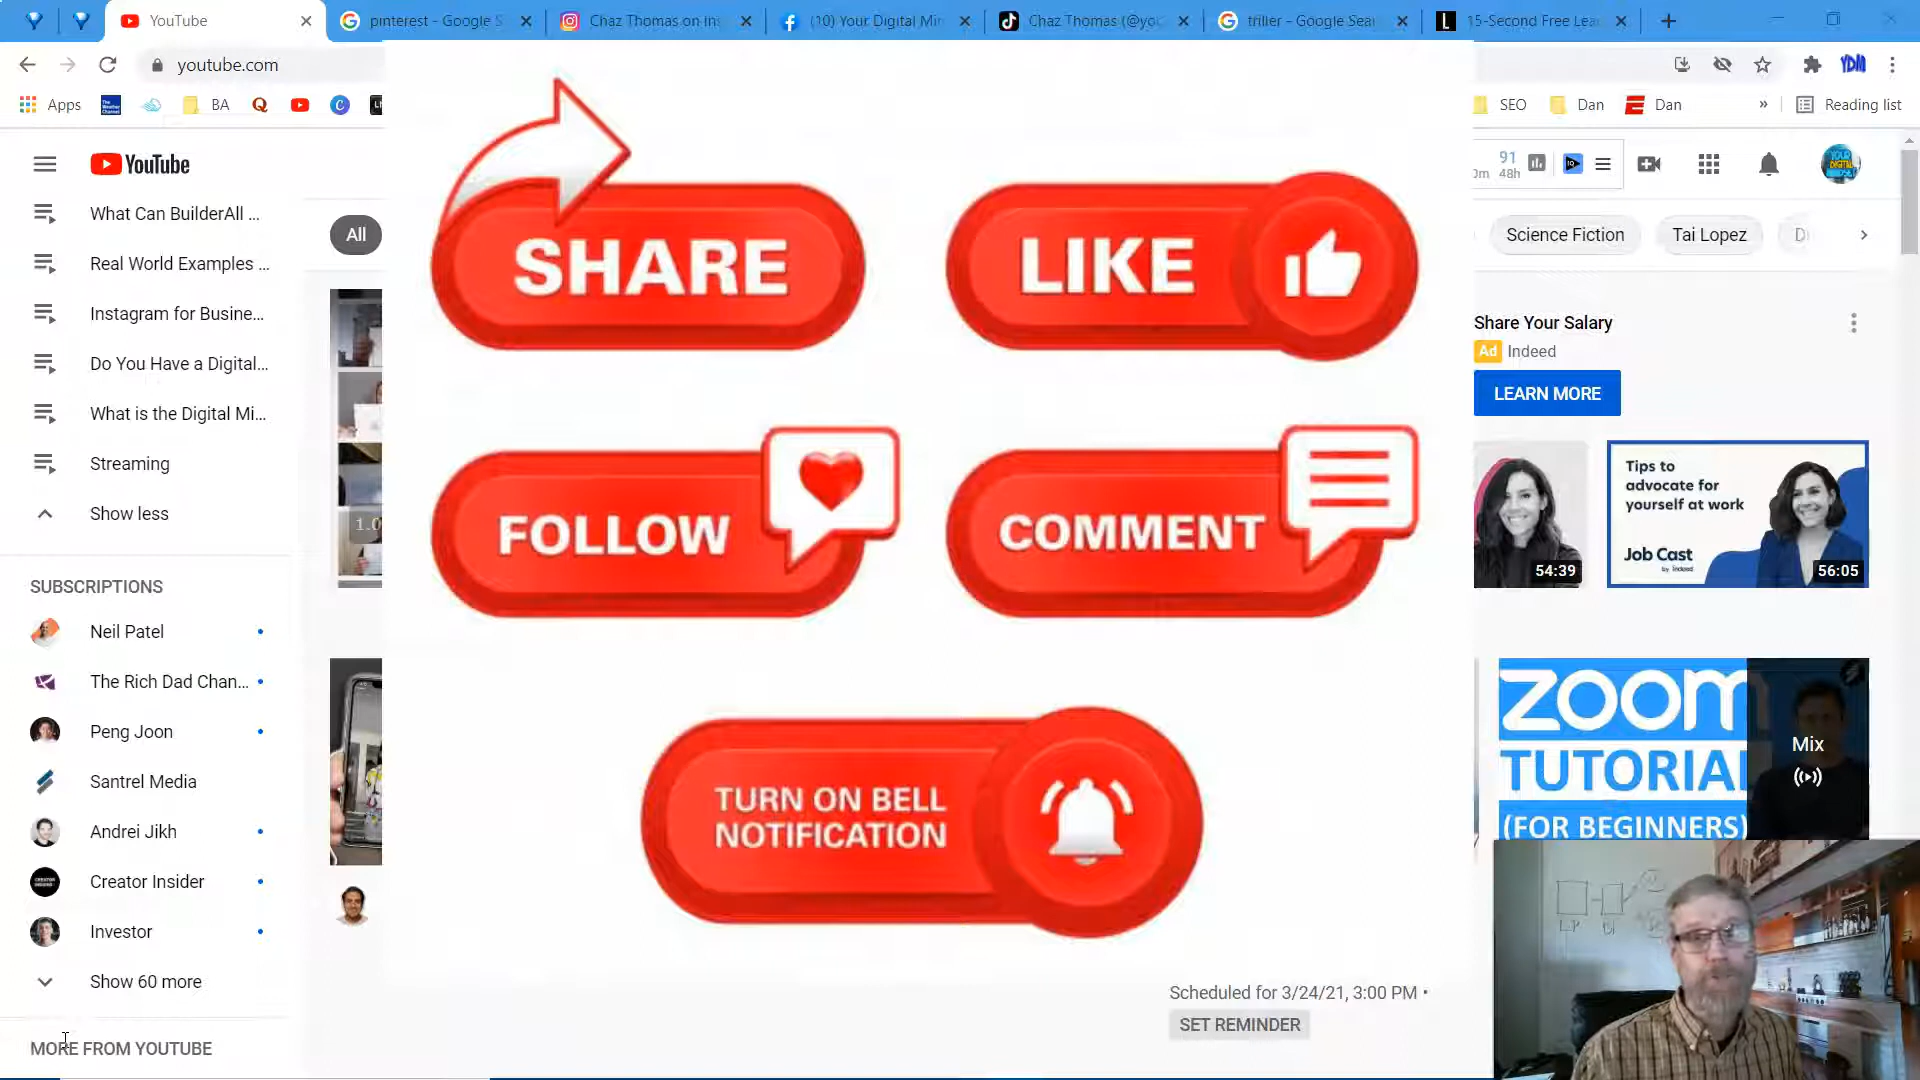 YouTube
pinterest - Google S
Chaz Thomas on Ins
(10) Your Digital Min
Chaz Thomas (@yo
triller - Google Sear
15-Second Free Lea
youtube.com
YDM
Apps
BA
SEO
Dan
Dan
»
Reading list
YouTube
91
0m 48h
What Can BuilderAll ...
Real World Examples ...
Instagram for Busine...
Do You Have a Digital...
What is the Digital Mi...
Streaming
Show less
SUBSCRIPTIONS
Neil Patel
The Rich Dad Chan...
Peng Joon
Santrel Media
Andrei Jikh
Creator Insider
Investor
Show 60 more
MORE FROM YOUTUBE
All
Science Fiction
Tai Lopez
SHARE
LIKE
FOLLOW
COMMENT
TURN ON BELL
NOTIFICATION
Share Your Salary
Ad Indeed
LEARN MORE
54:39
Tips to
advocate for
yourself at work
Job Cast
by indeed
56:05
zoom
TUTORIAL
(FOR BEGINNERS)
Mix
Scheduled for 3/24/21, 3:00 PM •
SET REMINDER